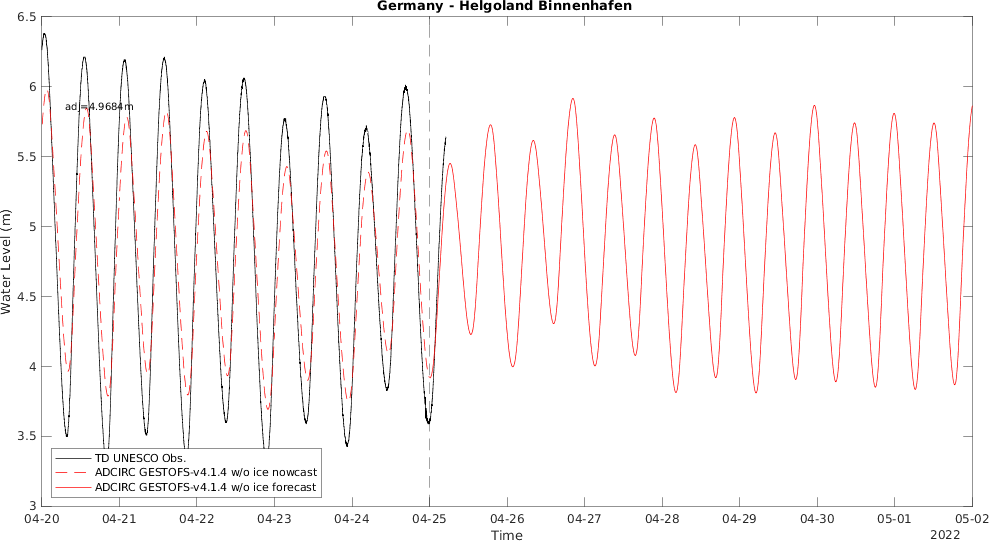 Germany - Helgoland Binnenhafen
6.5
6
5.5
5
4.5
4
3.5
3
Water Level (m)
adj=4.9684m
TD UNESCO Obs.
ADCIRC GESTOFS-v4.1.4 w/o ice nowcast
ADCIRC GESTOFS-v4.1.4 w/o ice forecast
04-20 04-21 04-22 04-23 04-24 04-25 04-26 04-27 04-28 04-29 04-30 05-01 05-02
Time
2022